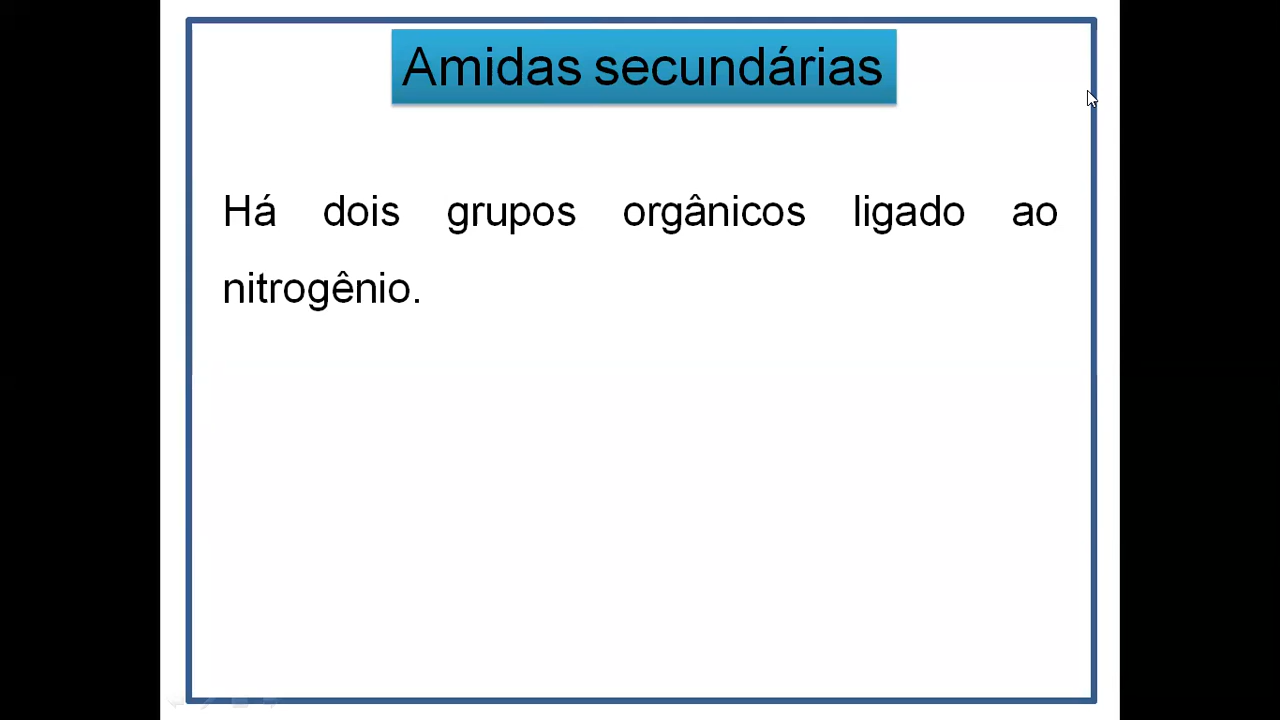 Amidas secundárias
Há dois grupos orgânicos ligado ao
nitrogênio.